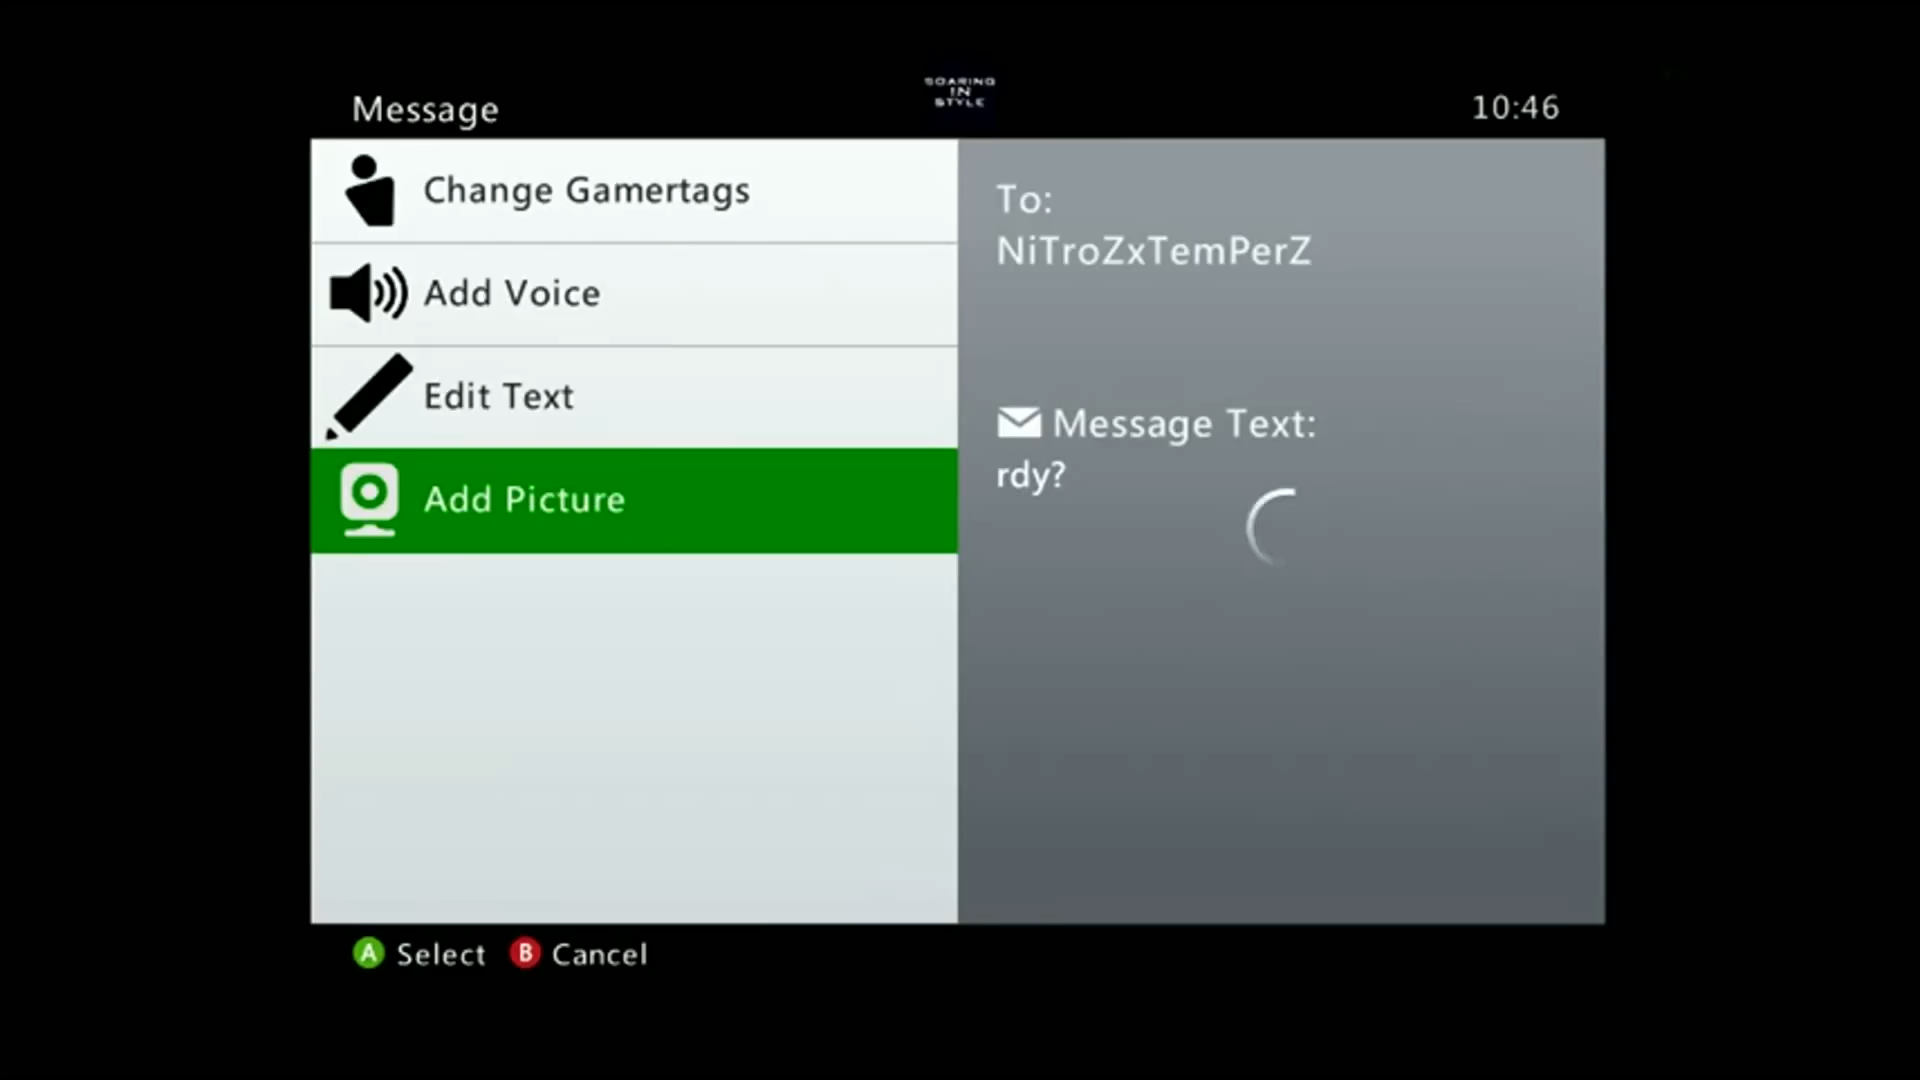 Message
SOARING
IN
STYLE
10:46
Change Gamertags
Add Voice
Edit Text
Add Picture
To:
NiTroZxTemPerZ
Message Text:
rdy?
A Select B Cancel